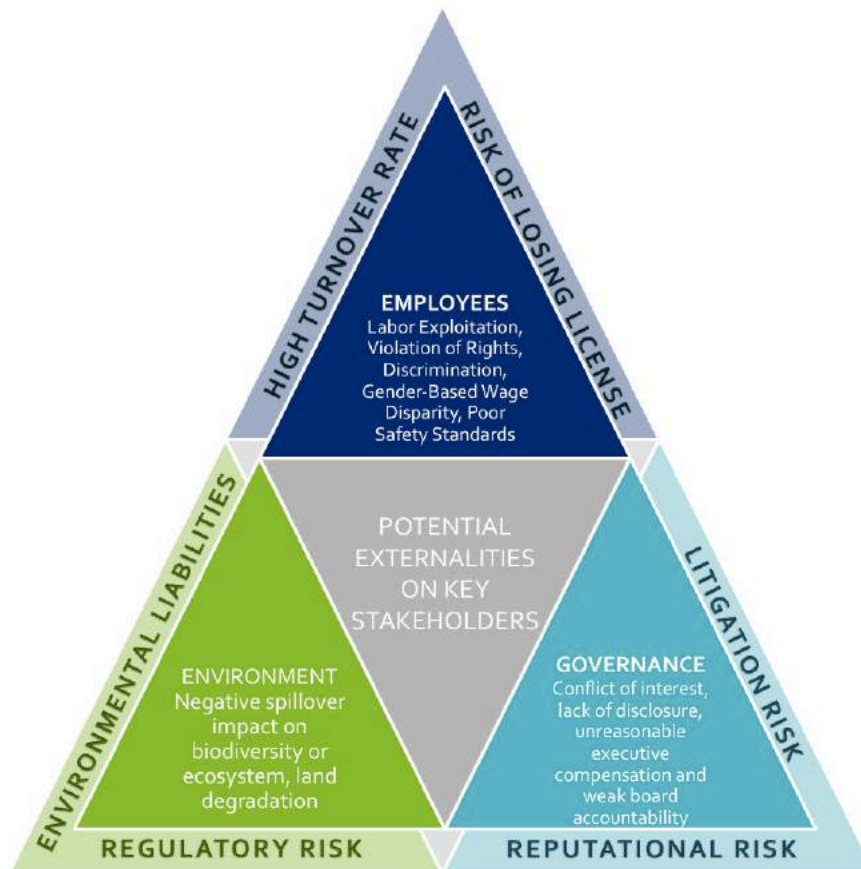 HIGH TURNOVER RATE
RISK OF LOSING LICENSE
EMPLOYEES
Labor Exploitation,
Violation of Rights,
Discrimination,
Gender-Based Wage
Disparity, Poor
Safety Standards
POTENTIAL
EXTERNALITIES
ON KEY
STAKEHOLDERS
ENVIRONMENTAL LIABILITIES
ENVIRONMENT
Negative spillover
impact on
biodiversity or
ecosystem, land
degradation
REGULATORY RISK
GOVERNANCE
Conflict of interest,
lack of disclosure,
unreasonable
executive
compensation and
weak board
accountability
LITIGATION RISK
REPUTATIONAL RISK